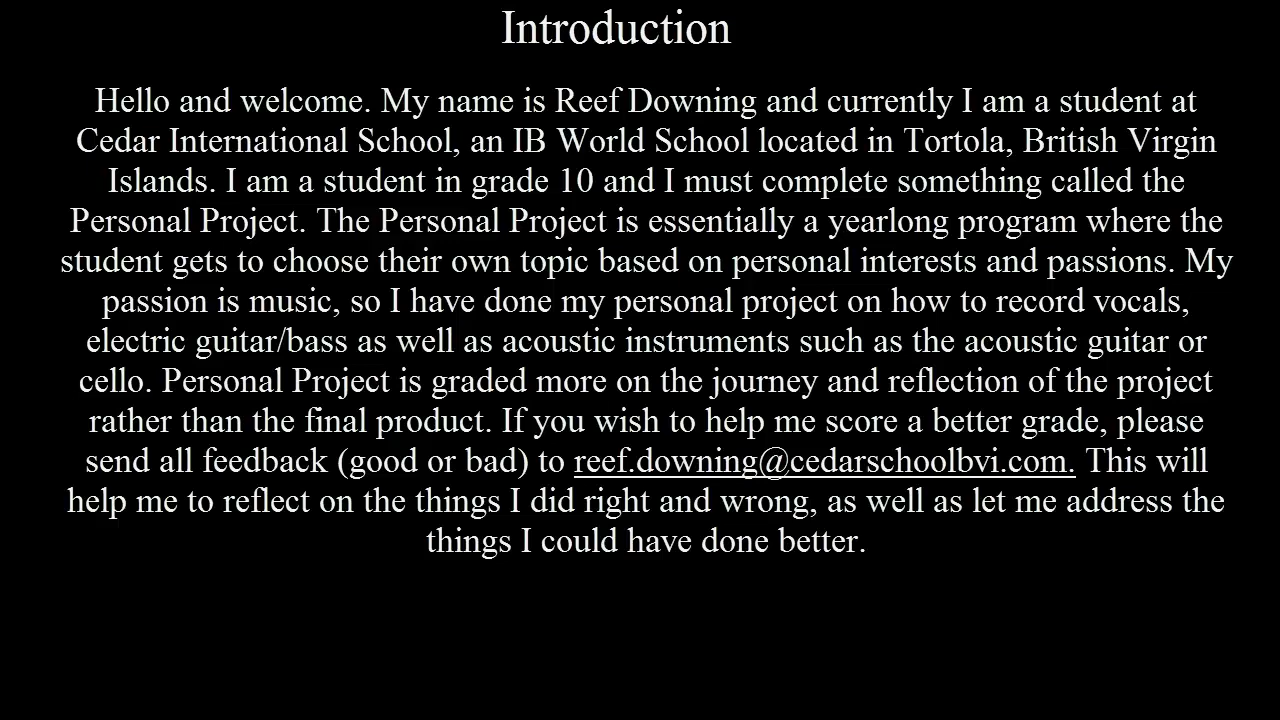 Introduction
Hello and welcome. My name is Reef Downing and currently I am a student at
Cedar International School, an IB World School located in Tortola, British Virgin
Islands. I am a student in grade 10 and I must complete something called the
Personal Project. The Personal Project is essentially a yearlong program where the
student gets to choose their own topic based on personal interests and passions. My
passion is music, so I have done my personal project on how to record vocals,
electric guitar/bass as well as acoustic instruments such as the acoustic guitar or
cello. Personal Project is graded more on the journey and reflection of the project
rather than the final product. If you wish to help me score a better grade, please
send all feedback (good or bad) to reef.downing@cedarschoolbvi.com. This will
help me to reflect on the things I did right and wrong, as well as let me address the
things I could have done better.